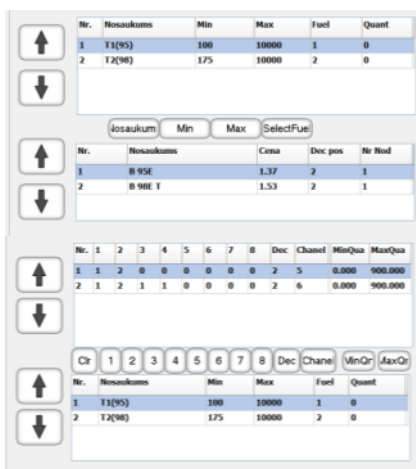 Nr. Nosaukums Min Max Fuel Quant
1 T1(95) 100 10000 1 0
2 T2(98) 175 10000 2 0
Nosaukum Min Max SelectFuel
Nr. Nosaukums Cena Dec pos Nr Nod
1 B 95E 1.37 2 1
2 B 98E T 1.53 2 1
Nr. 1 2 3 4 5 6 7 8 Dec Chanel MinQua MaxQua
1 1 2 0 0 0 0 0 0 2 5 0.000 900.000
2 1 2 1 1 0 0 0 0 2 6 0.000 900.000
Clr 1 2 3 4 5 6 7 8 Dec Chanel MinQr MaxQr
Nr. Nosaukums Min Max Fuel Quant
1 T1(95) 100 10000 1 0
2 T2(98) 175 10000 2 0